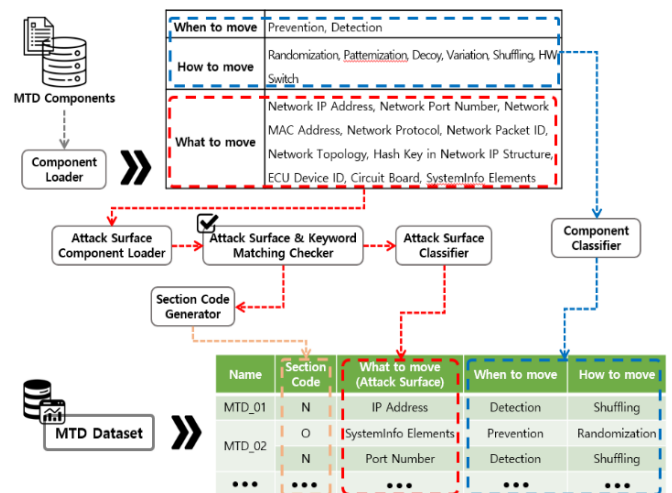 When to move Prevention, Detection
How to move
Randomization, Patternization, Decoy, Variation, Shuffling, HW
Switch
MTD Components
What to move
Network IP Address, Network Port Number, Network
MAC Address, Network Protocol, Network Packet ID,
Network Topology, Hash Key in Network IP Structure,
ECU Device ID, Circuit Board, SystemInfo Elements
Component
Loader
Attack Surface
Component Loader
Attack Surface & Keyword
Matching Checker
Attack Surface
Classifier
Component
Classifier
Section Code
Generator
MTD Dataset
Name Section Code What to move (Attack Surface) When to move How to move
MTD_01 N IP Address Detection Shuffling
MTD_02 O SystemInfo Elements Prevention Randomization
N Port Number Detection Shuffling
••• ••• ••• ••• •••